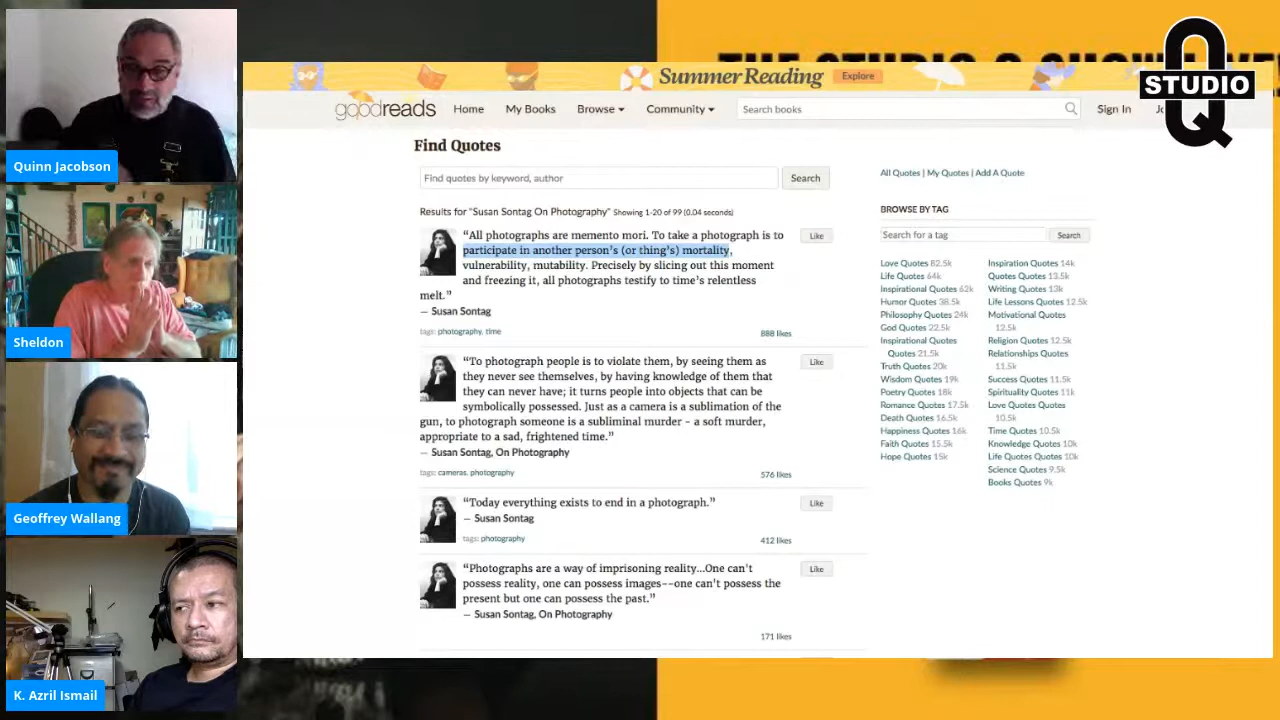 THE STUDIO Q SHOW LIVE
STUDIO
Q
Quinn Jacobson
Sheldon
Geoffrey Wallang
K. Azril Ismail
Summer Reading
Explore
goodreads
Home
My Books
Browse
Community
Search books
Sign In
Find Quotes
Find quotes by keyword, author
Search
Results for "Susan Sontag On Photography" Showing 1-20 of 99 (0.04 seconds)
“All photographs are memento mori. To take a photograph is to
participate in another person’s (or thing’s) mortality,
vulnerability, mutability. Precisely by slicing out this moment
and freezing it, all photographs testify to time’s relentless
melt.”
― Susan Sontag
tags: photography, time
888 likes
Like
“To photograph people is to violate them, by seeing them as
they never see themselves, by having knowledge of them that
they can never have; it turns people into objects that can be
symbolically possessed. Just as a camera is a sublimation of the
gun, to photograph someone is a subliminal murder - a soft murder,
appropriate to a sad, frightened time.”
― Susan Sontag, On Photography
tags: cameras, photography
576 likes
Like
“Today everything exists to end in a photograph.”
― Susan Sontag
tags: photography
412 likes
Like
“Photographs are a way of imprisoning reality...One can't
possess reality, one can possess images--one can't possess the
present but one can possess the past.”
― Susan Sontag, On Photography
171 likes
Like
All Quotes | My Quotes | Add A Quote
BROWSE BY TAG
Search for a tag
Search
Love Quotes 82.5k
Life Quotes 64k
Inspirational Quotes 62k
Humor Quotes 38.5k
Philosophy Quotes 24k
God Quotes 22.5k
Inspirational Quotes
Quotes 21.5k
Truth Quotes 20k
Wisdom Quotes 19k
Poetry Quotes 18k
Romance Quotes 17.5k
Death Quotes 16.5k
Happiness Quotes 16k
Faith Quotes 15.5k
Hope Quotes 15k
Inspiration Quotes 14k
Quotes Quotes 13.5k
Writing Quotes 13k
Life Lessons Quotes 12.5k
Motivational Quotes
12.5k
Religion Quotes 12.5k
Relationships Quotes
11.5k
Success Quotes 11.5k
Spirituality Quotes 11k
Love Quotes Quotes
10.5k
Time Quotes 10.5k
Knowledge Quotes 10k
Life Quotes Quotes 10k
Science Quotes 9.5k
Books Quotes 9k